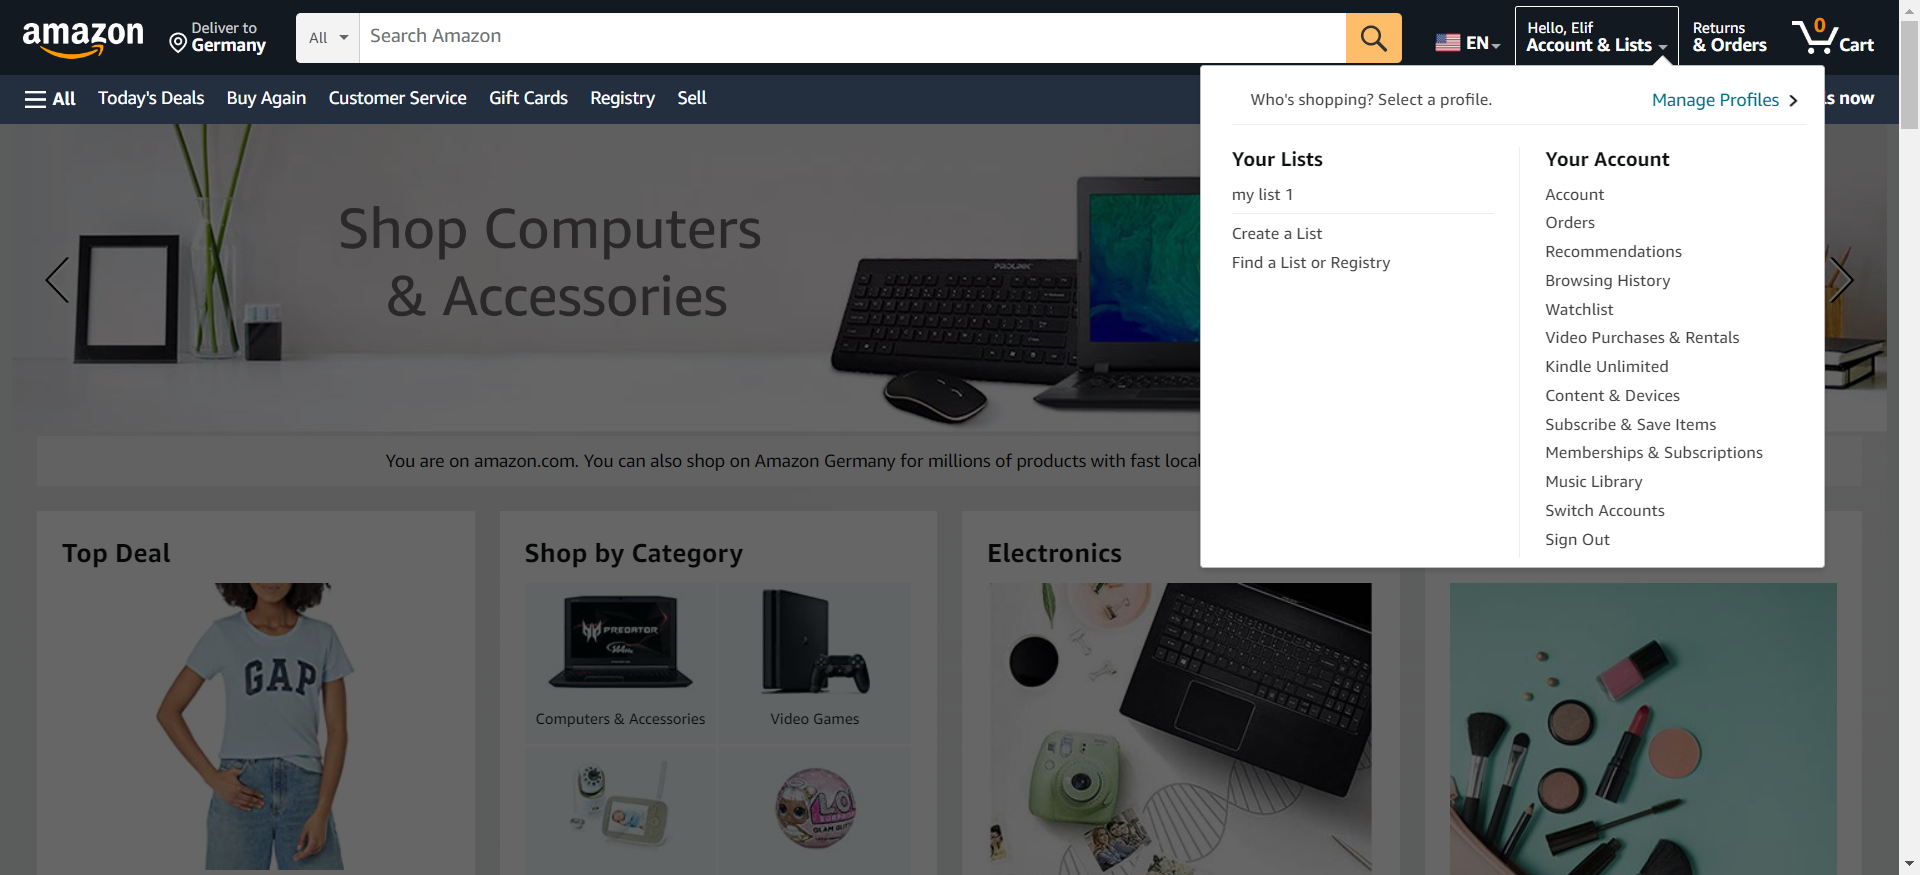 amazon
Deliver to
Germany
All
Search Amazon
EN
Hello, Elif
Account & Lists
Returns
& Orders
0
Cart
All
Today's Deals
Buy Again
Customer Service
Gift Cards
Registry
Sell
s now
Who's shopping? Select a profile.
Manage Profiles
Your Lists
my list 1
Create a List
Find a List or Registry
Your Account
Account
Orders
Recommendations
Browsing History
Watchlist
Video Purchases & Rentals
Kindle Unlimited
Content & Devices
Subscribe & Save Items
Memberships & Subscriptions
Music Library
Switch Accounts
Sign Out
Shop Computers
& Accessories
PROLINK
You are on amazon.com. You can also shop on Amazon Germany for millions of products with fast local
Top Deal
GAP
Shop by Category
PREDATOR
144Hz
Computers & Accessories
Video Games
L.O.
SURPRISE
GLAM GLITTER
Electronics